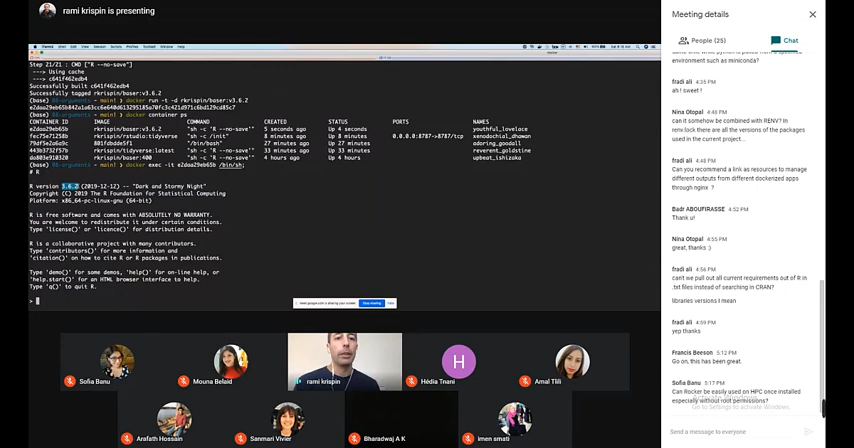 rami krispin is presenting
Step 21/21 : CMD ["R --no-save"]
---> Using cache
---> c641f462edb4
Successfully built c641f462edb4
Successfully tagged rkrispin/base:v3.6.2
docker run -t -d rkrispin/base:v3.6.2
(base) docker container ps
CONTAINER ID IMAGE COMMAND CREATED STATUS PORTS NAMES
e2daa29eb65b rkrispin/base:v3.6.2 "sh -c 'R --no-save'" 5 seconds ago Up 4 seconds youthful_lovelace
fec75e71258b rkrispin/rstudio:tidyverse "sh -c '/init'" 8 minutes ago Up 8 minutes 0.0.0.0:8787->8787/tcp xenodochial_dhawan
"/bin/bash" 27 minutes ago Up 27 minutes adoring_goodall
rkrispin/tidyverse:latest "sh -c 'R --no-save'" 33 minutes ago Up 33 minutes reverent_goldstine
rkrispin/base:400 "sh -c 'R --no-save'" 4 hours ago Up 4 hours upbeat_ishizaka
docker exec -it e2daa29eb65b /bin/sh;
# R
R version 3.6.2 (2019-12-12) -- "Dark and Stormy Night"
Copyright (C) 2019 The R Foundation for Statistical Computing
Platform: x86_64-pc-linux-gnu (64-bit)
R is free software and comes with ABSOLUTELY NO WARRANTY.
You are welcome to redistribute it under certain conditions.
Type 'license()' or 'licence()' for distribution details.
R is a collaborative project with many contributors.
Type 'contributors()' for more information and
'citation()' on how to cite R or R packages in publications.
Type 'demo()' for some demos, 'help()' for on-line help, or
'help.start()' for an HTML browser interface to help.
Type 'q()' to quit R.
>
Stop sharing
Hide
Sofia Banu
Mouna Belaid
rami krispin
H
Hédia Tnani
Amal Tlili
Arafath Hossain
Sanmari Vivier
Bharadwaj A K
imen smati
Meeting details
People (25)
Chat
environment such as miniconda?
fradi ali 4:35 PM
ah ! sweet !
Nina Otopal 4:48 PM
can it somehow be combined with RENV? In
renv.lock there are all the versions of the packages
used in the current project...
fradi ali 4:48 PM
Can you recommend a link as resources to manage
different outputs from different dockerized apps
through nginx ?
Badr ABOUFIRASSE 4:52 PM
Thank u!
Nina Otopal 4:55 PM
great, thanks :)
fradi ali 4:56 PM
can't we pull out all current requirements out of R in
.txt files instead of searching in CRAN?
libraries versions I mean
fradi ali 4:59 PM
yep thanks
Francis Beeson 5:12 PM
Go on, this has been great.
Sofia Banu 5:17 PM
Can Rocker be easily used on HPC once installed
especially without root permissions?
Activate Windows
Go to Settings to activate Windows.
Send a message to everyone